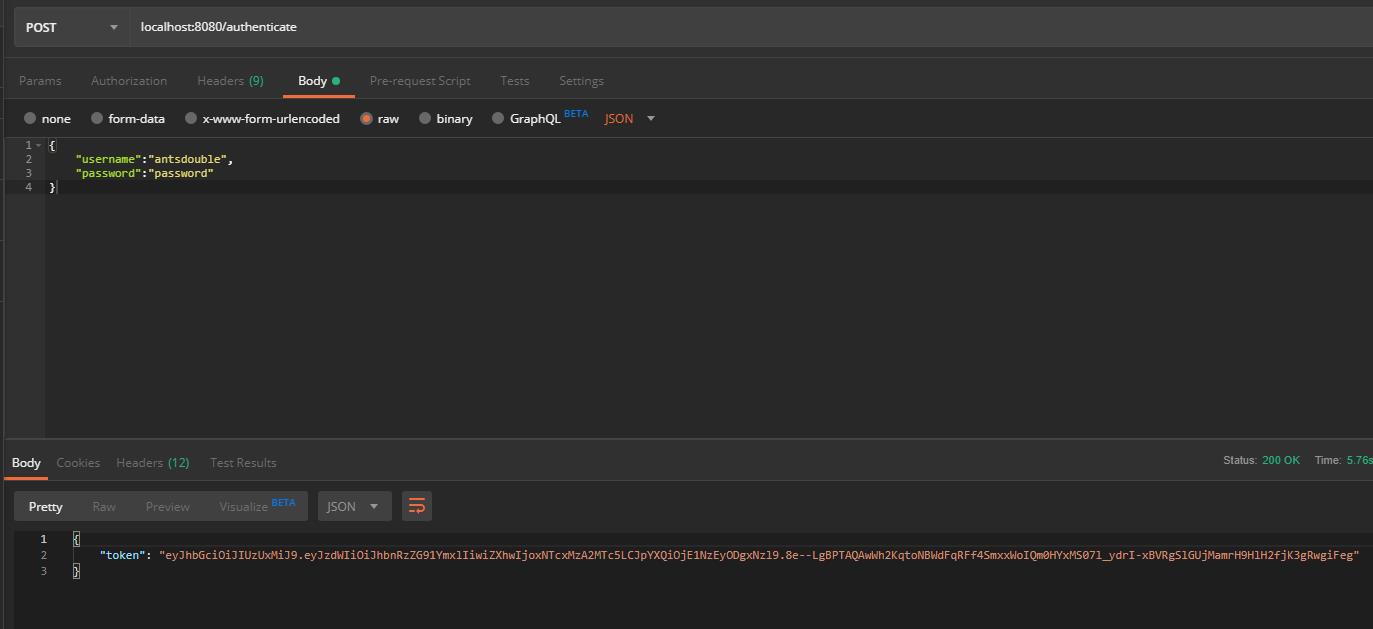 POST localhost:8080/authenticate
Params Authorization Headers (9) Body Pre-request Script Tests Settings
none form-data x-www-form-urlencoded raw binary GraphQL BETA JSON
1 {
2 "username":"antsdouble",
3 "password":"password"
4 }
Body Cookies Headers (12) Test Results Status: 200 OK Time: 5.76s
Pretty Raw Preview Visualize BETA JSON
1 {
2 "token": "eyJhbGciOiJIUzUxMiJ9.eyJzdWIiOiJhbnRzZG91YmxlIiwiZXhwIjoxNTcxMzA2MTc5LCJpYXQiOjE1NzEyODgxNzl9.8e--LgBPTAQAwWh2KqtoNBWdFqRFf4SmxxWoIQm0HYxMS07l_ydrI-xBVRgSlGUjMamrH9HlH2fjK3gRwgiFeg"
3 }